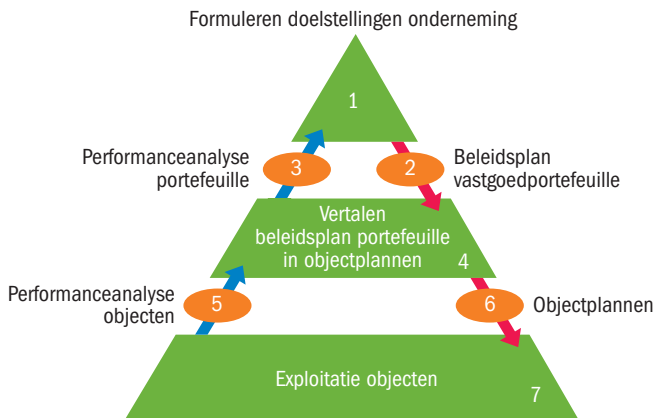 Formuleren doelstellingen onderneming
1
Performanceanalyse
portefeuille
3
2
Beleidsplan
vastgoedportefeuille
Vertalen
beleidsplan portefeuille
in objectplannen
4
Performanceanalyse
objecten
5
6
Objectplannen
Exploitatie objecten
7